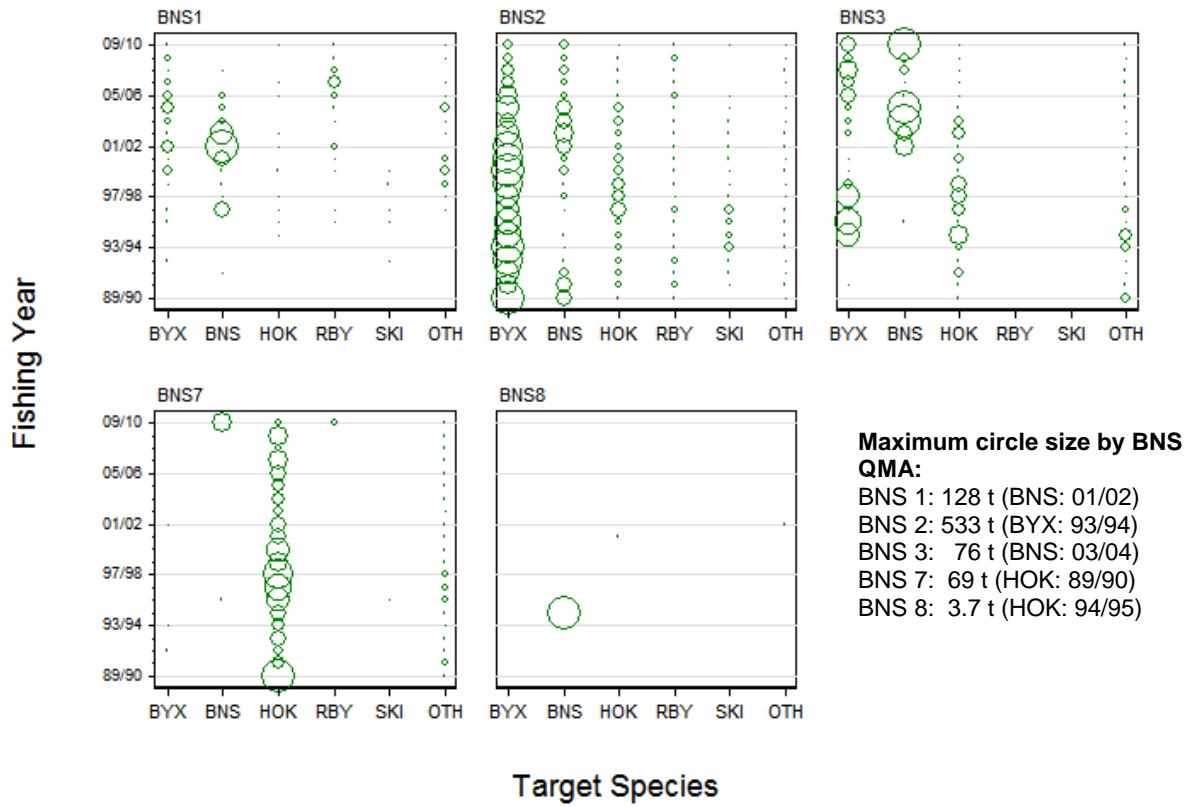 BNS1
BNS2
BNS3
09/10
05/06
01/02
97/98
93/94
89/90
BYX BNS HOK RBY SKI OTH
BYX BNS HOK RBY SKI OTH
BYX BNS HOK RBY SKI OTH
Fishing Year
BNS7
BNS8
09/10
05/06
01/02
97/98
93/94
89/90
BYX BNS HOK RBY SKI OTH
BYX BNS HOK RBY SKI OTH
Maximum circle size by BNS
QMA:
BNS 1: 128 t (BNS: 01/02)
BNS 2: 533 t (BYX: 93/94)
BNS 3: 76 t (BNS: 03/04)
BNS 7: 69 t (HOK: 89/90)
BNS 8: 3.7 t (HOK: 94/95)
Target Species